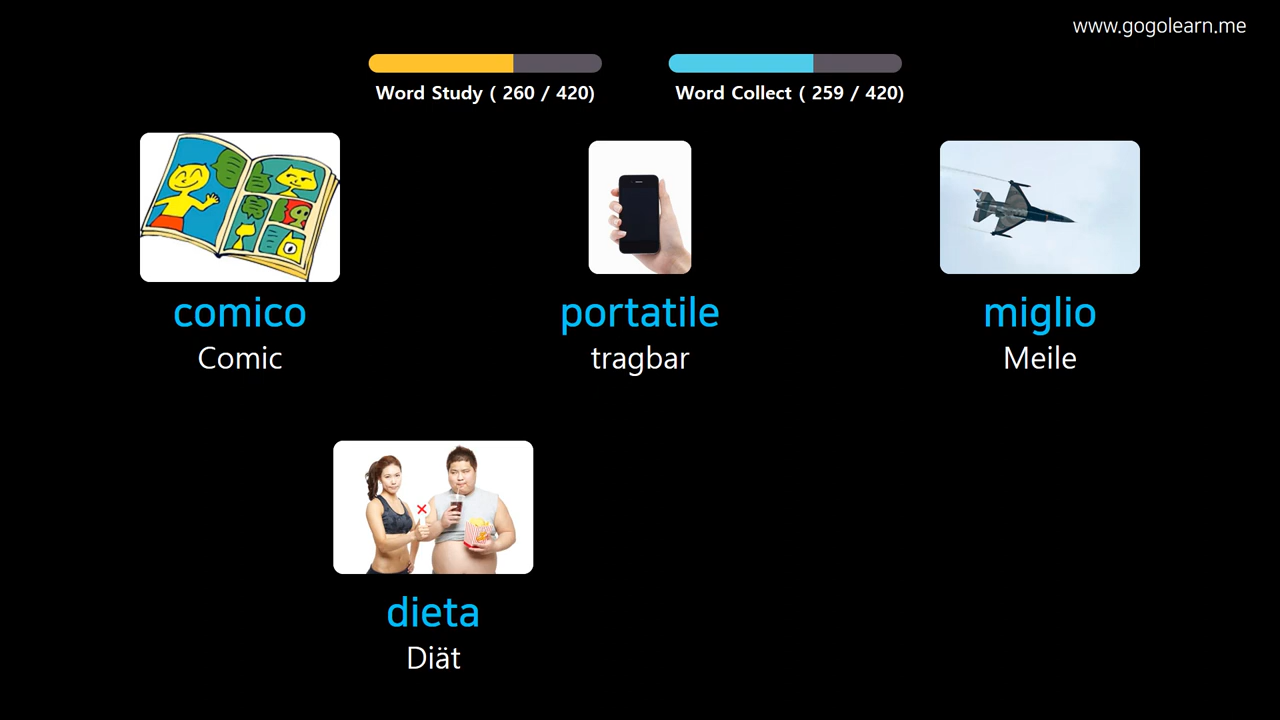 www.gogolearn.me
Word Study ( 260 / 420)
Word Collect ( 259 / 420)
comico
Comic
portatile
tragbar
miglio
Meile
dieta
Diät